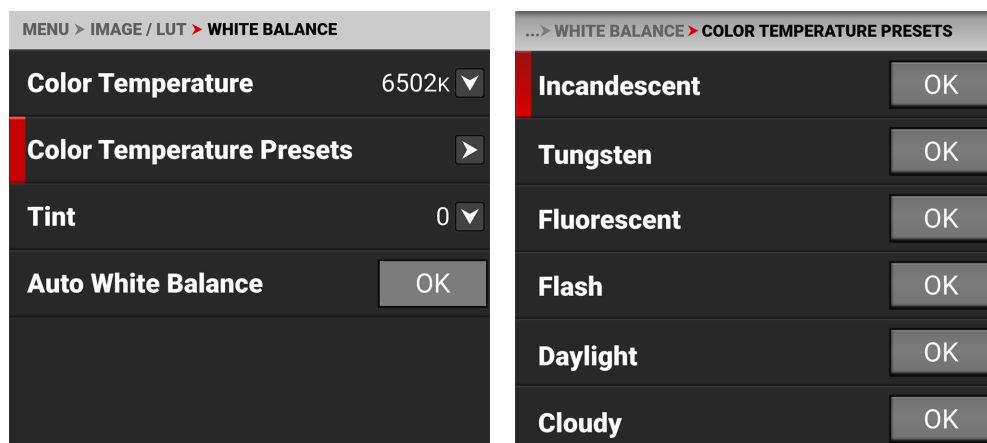 MENU > IMAGE / LUT > WHITE BALANCE
Color Temperature 6502K
Color Temperature Presets
Tint 0
Auto White Balance OK
...> WHITE BALANCE > COLOR TEMPERATURE PRESETS
Incandescent OK
Tungsten OK
Fluorescent OK
Flash OK
Daylight OK
Cloudy OK